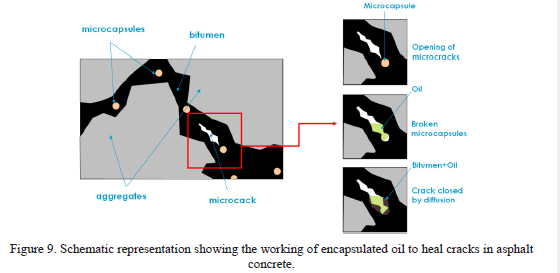 Microcapsule
microcapsules
bitumen
Opening of
microcracks
Oil
Broken
microcapsules
Bitumen+Oil
aggregates
microcack
Crack closed
by diffusion
Figure 9. Schematic representation showing the working of encapsulated oil to heal cracks in asphalt
concrete.